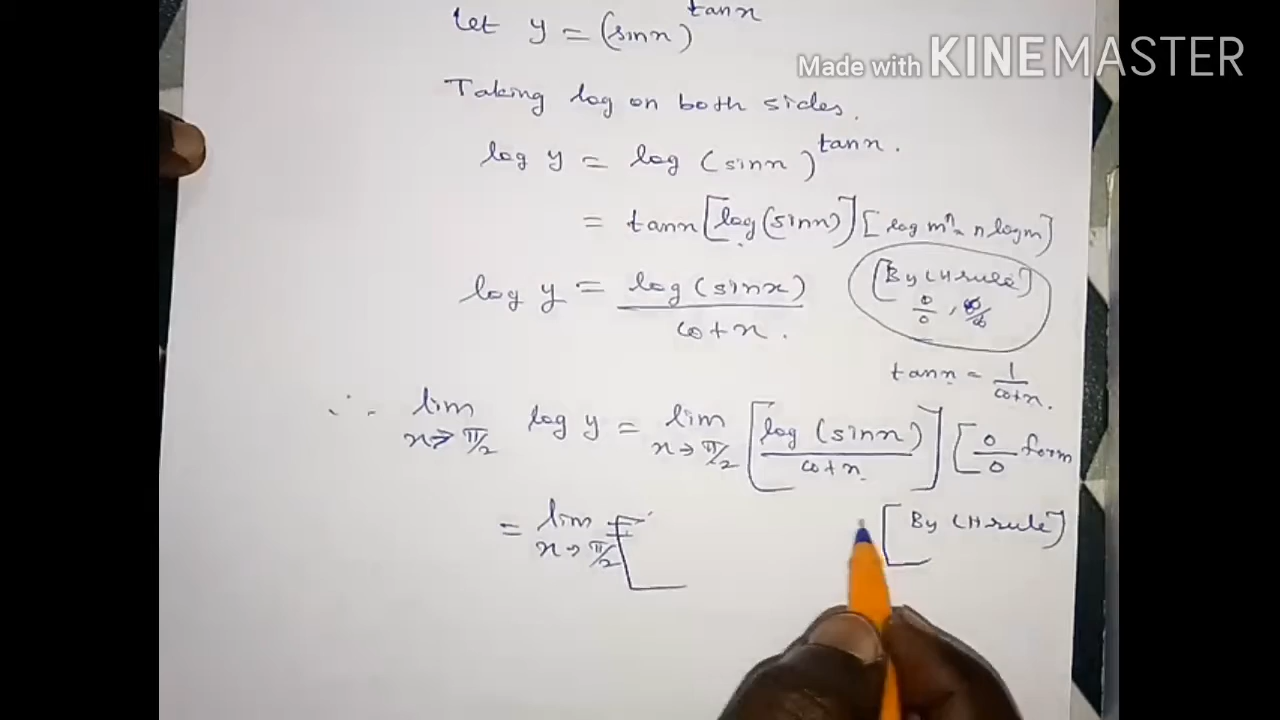 Let y = (sinx)^tanx
Made with KINEMASTER
Taking log on both sides.
log y = log (sinx)^tanx.
= tanx [log(sinx)] [log m^n = n log m]
log y = log(sinx) / cotx. [By LH rule] 0/0, ∞/∞
tanx = 1/cotx.
∴ lim x→π/2 log y = lim x→π/2 [log (sinx) / cotx.] [0/0 form
= lim x→π/2 [ [By LH rule]